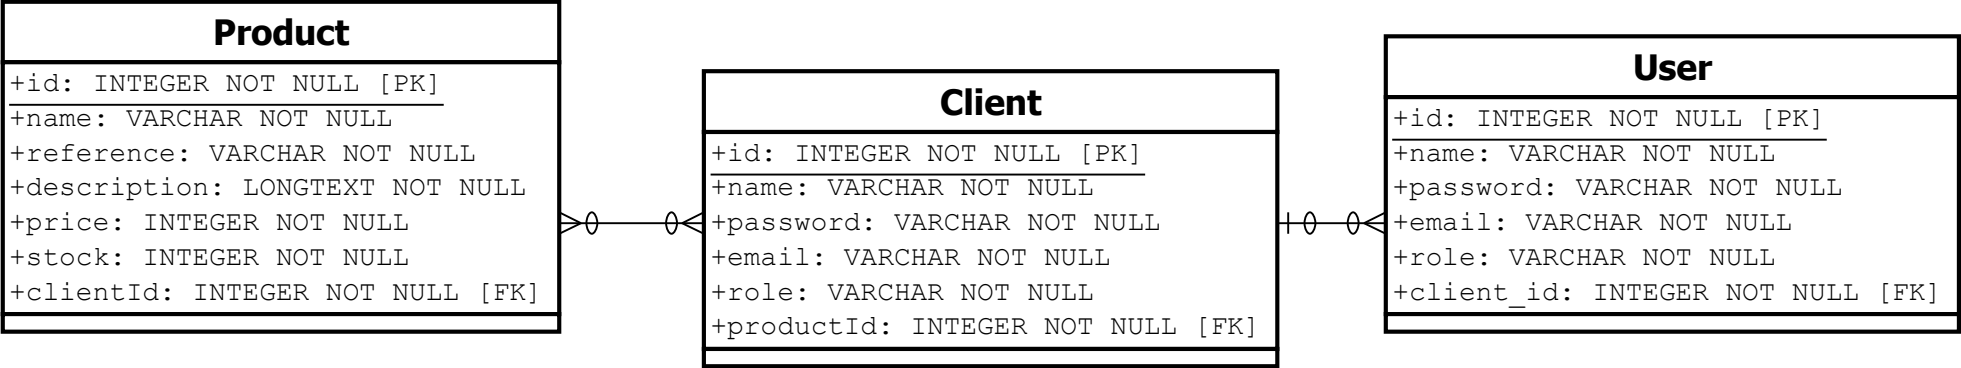 Product
+id: INTEGER NOT NULL [PK]
+name: VARCHAR NOT NULL
+reference: VARCHAR NOT NULL
+description: LONGTEXT NOT NULL
+price: INTEGER NOT NULL
+stock: INTEGER NOT NULL
+clientId: INTEGER NOT NULL [FK]
Client
+id: INTEGER NOT NULL [PK]
+name: VARCHAR NOT NULL
+password: VARCHAR NOT NULL
+email: VARCHAR NOT NULL
+role: VARCHAR NOT NULL
+productId: INTEGER NOT NULL [FK]
User
+id: INTEGER NOT NULL [PK]
+name: VARCHAR NOT NULL
+password: VARCHAR NOT NULL
+email: VARCHAR NOT NULL
+role: VARCHAR NOT NULL
+client_id: INTEGER NOT NULL [FK]